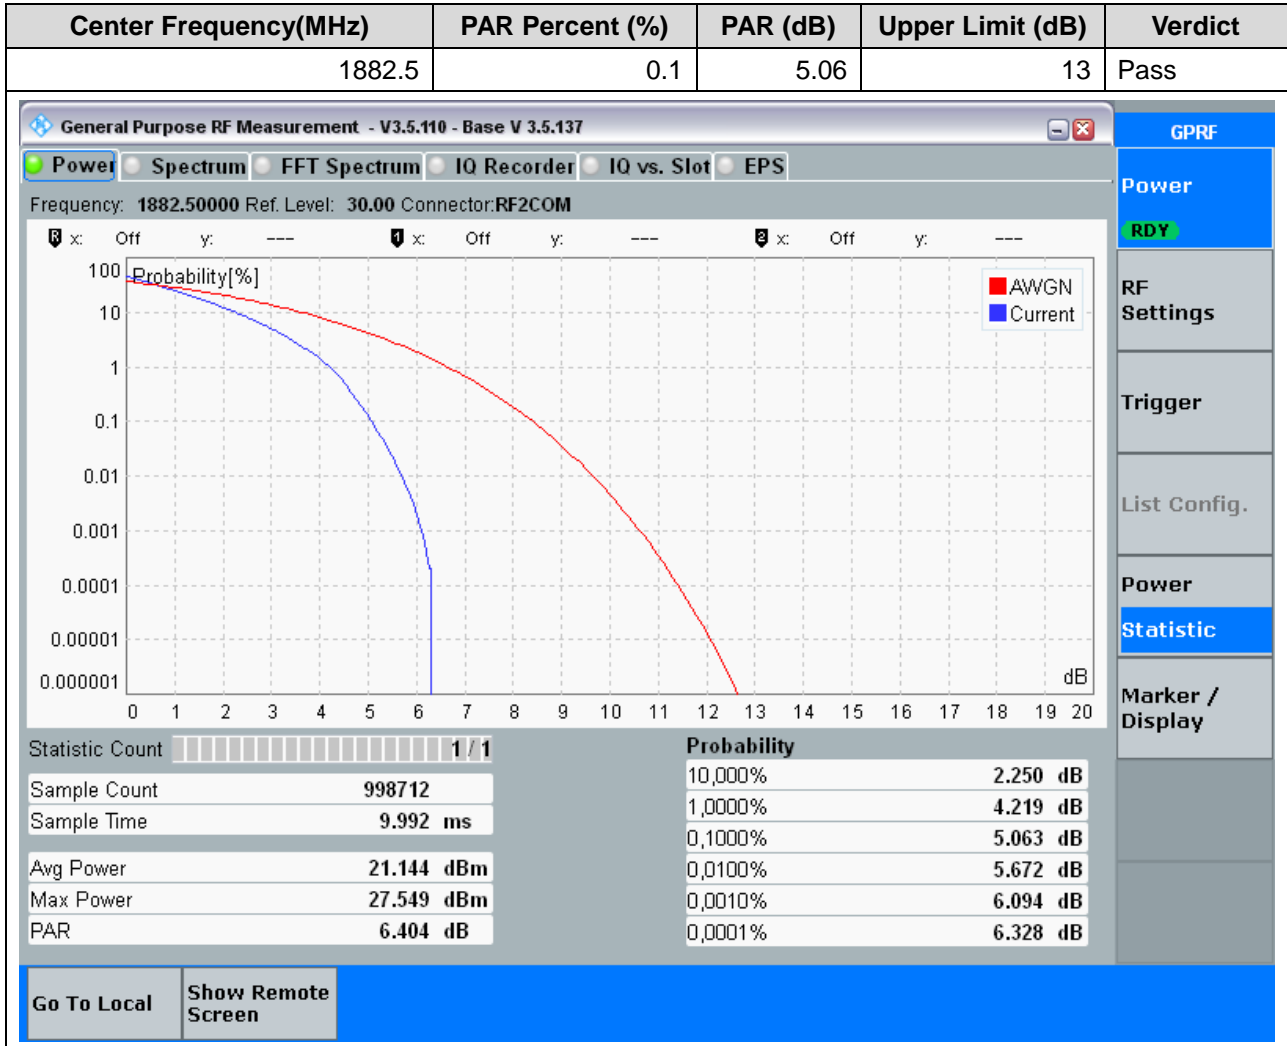 Center Frequency(MHz) PAR Percent (%) PAR (dB) Upper Limit (dB) Verdict
1882.5 0.1 5.06 13 Pass
General Purpose RF Measurement - V3.5.110 - Base V 3.5.137
GPRF
Power Spectrum FFT Spectrum IQ Recorder IQ vs. Slot EPS
Power
RDY
Frequency: 1882.50000 Ref. Level: 30.00 Connector:RF2COM
R x: Off y: --- 1 x: Off y: --- 2 x: Off y: ---
Probability[%]
AWGN
Current
100
10
1
0.1
0.01
0.001
0.0001
0.00001
0.000001
dB
0 1 2 3 4 5 6 7 8 9 10 11 12 13 14 15 16 17 18 19 20
RF
Settings
Trigger
List Config.
Power
Statistic
Marker /
Display
Statistic Count 1 / 1
Sample Count 998712
Sample Time 9.992 ms
Avg Power 21.144 dBm
Max Power 27.549 dBm
PAR 6.404 dB
Probability
10,000% 2.250 dB
1,0000% 4.219 dB
0,1000% 5.063 dB
0,0100% 5.672 dB
0,0010% 6.094 dB
0,0001% 6.328 dB
Go To Local
Show Remote
Screen